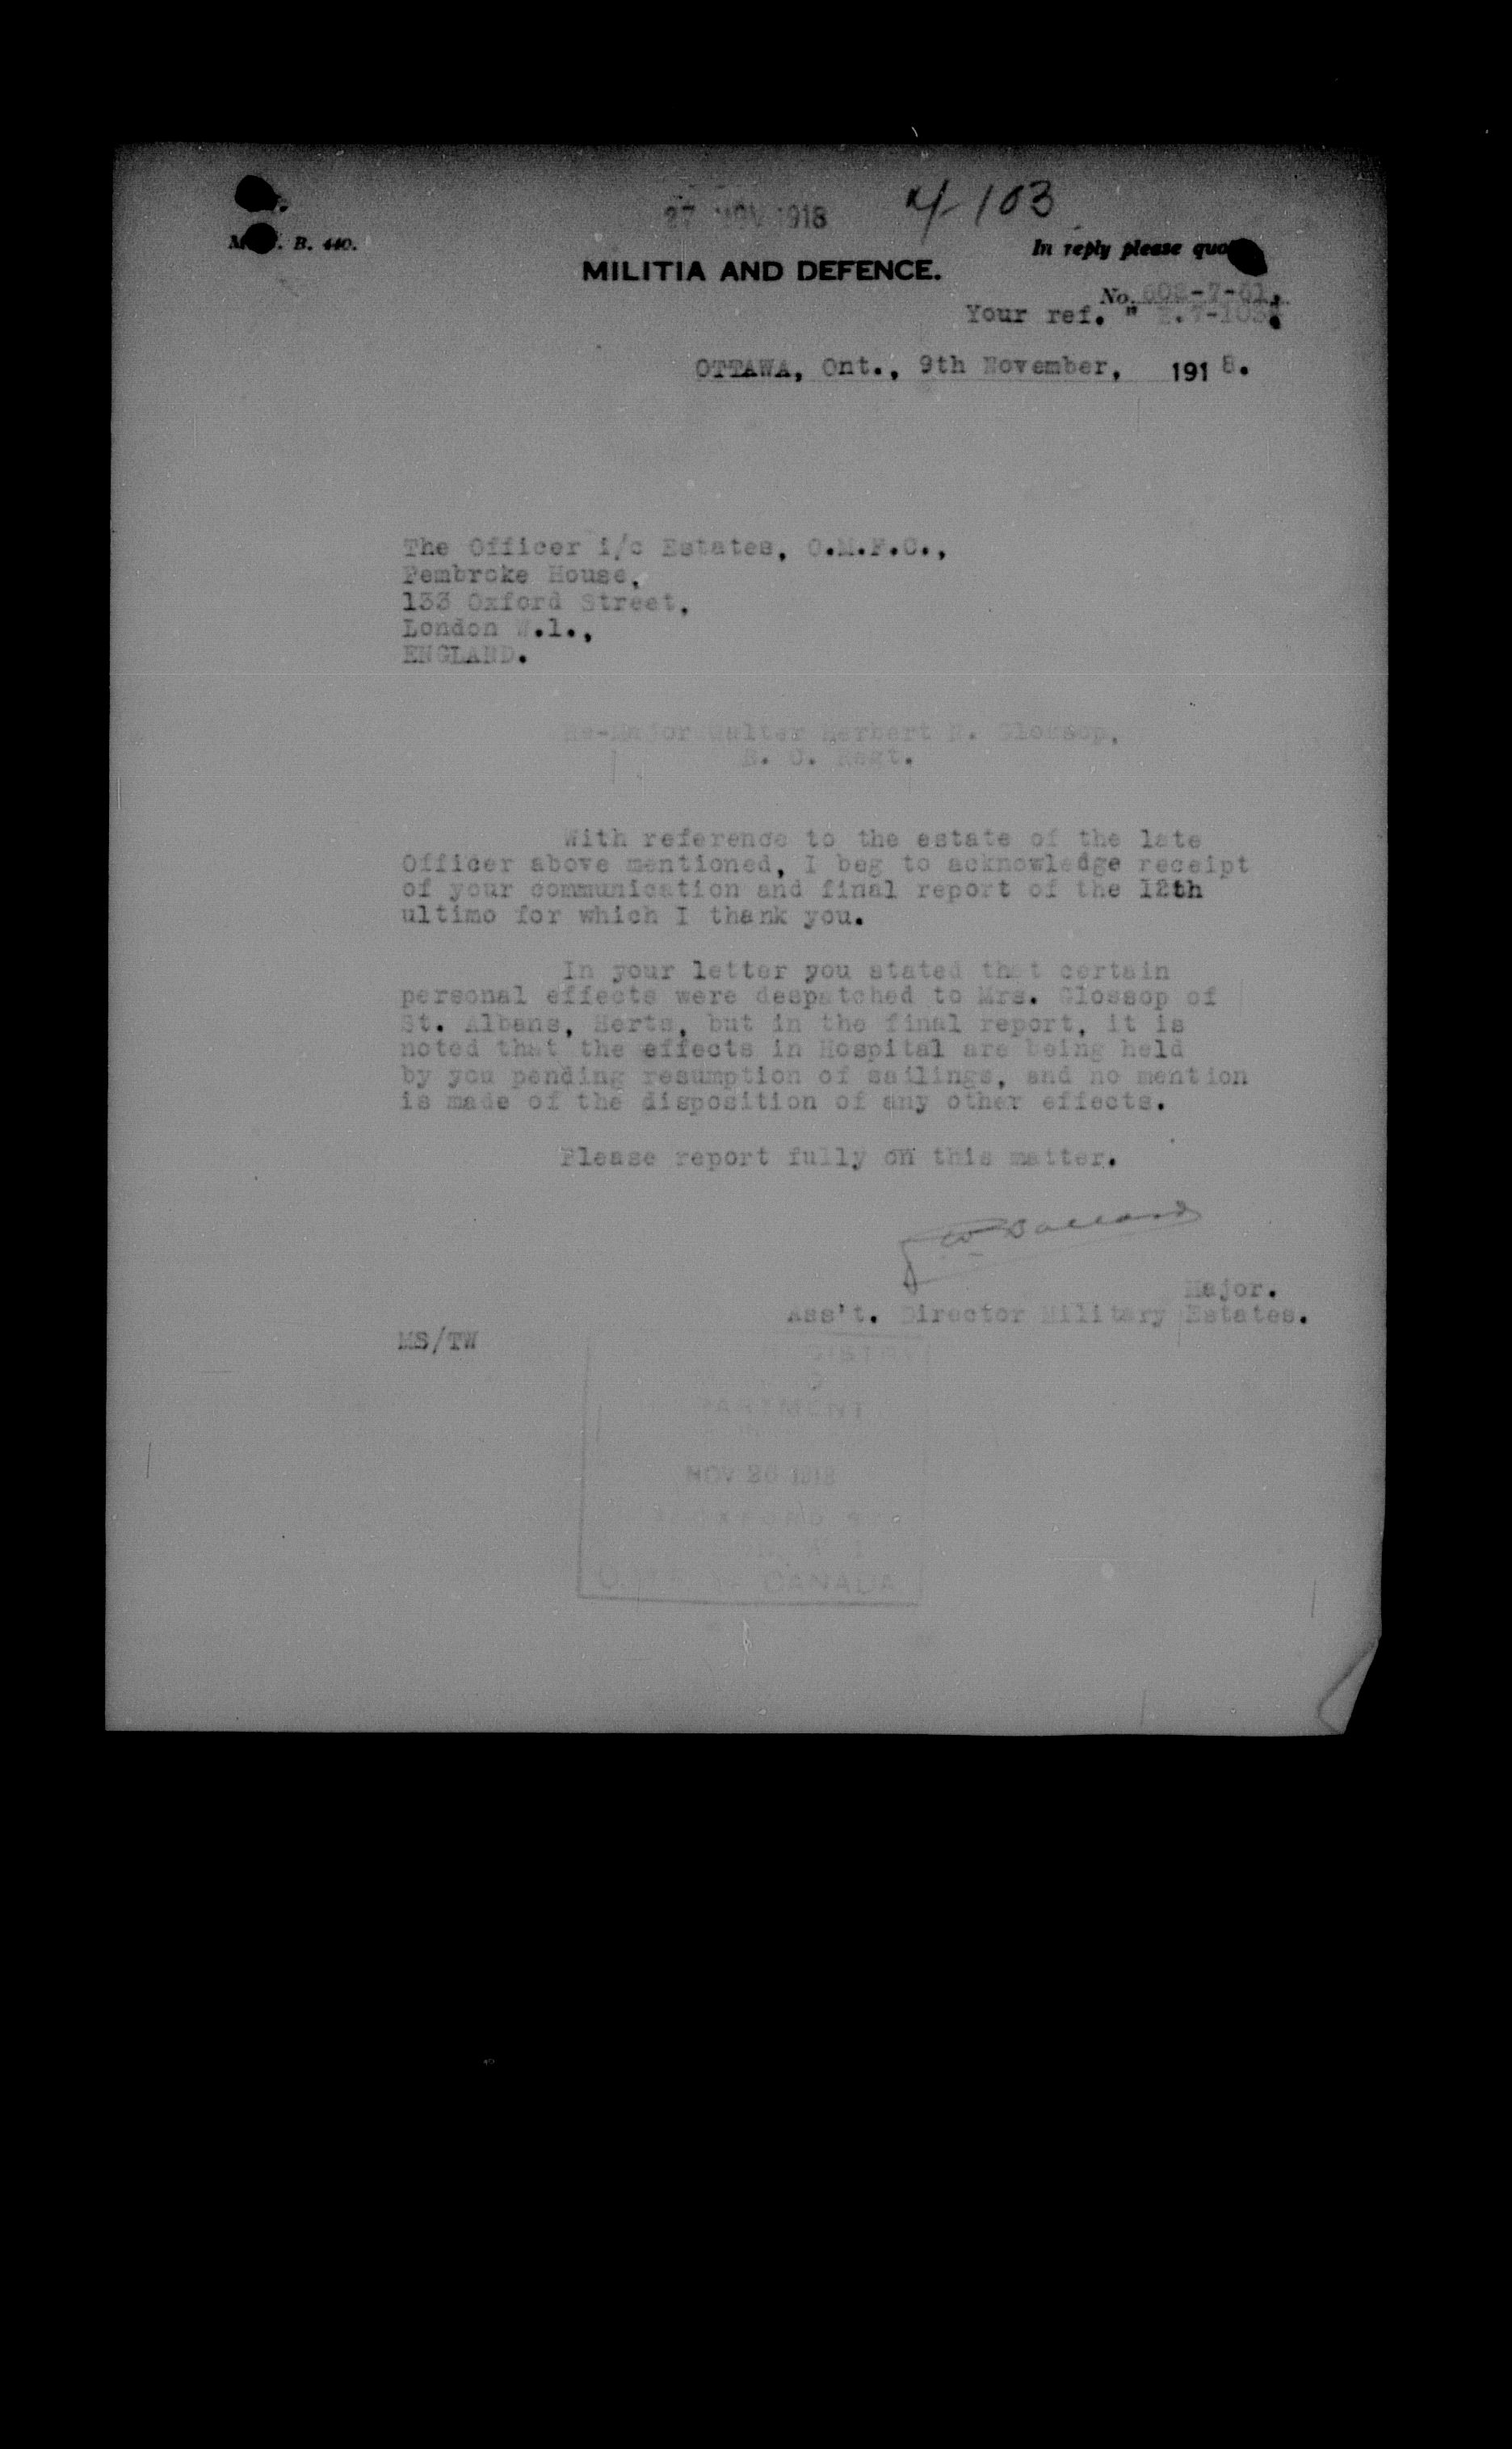 27 NOV 1918
4-103
B. 440.
In reply please
MILITIA AND DEFENCE.
No. 602-7-61.
Your ref. "
OTTAWA, Ont., 9th November, 1918.
The Officer i/c Estates, O.M.F.C.,
Pembroke House,
133 Oxford Street,
London W.1.,
ENGLAND.
Re-Major Walter Herbert Glossop,
B. C. Regt.
With reference to the estate of the late
Officer above mentioned, I beg to acknowledge receipt
of your communication and final report of the 12th
ultimo for which I thank you.
In your letter you stated that certain
personal effects were despatched to Mrs. Glossop of
St. Albans, Herts, but in the final report, it is
noted that the effects in Hospital are being held
by you pending resumption of sailings, and no mention
is made of the disposition of any other effects.
Please report fully on this matter.
Major.
Ass't. Director Military Estates.
MS/TW
NOV 26 1918
CANADA